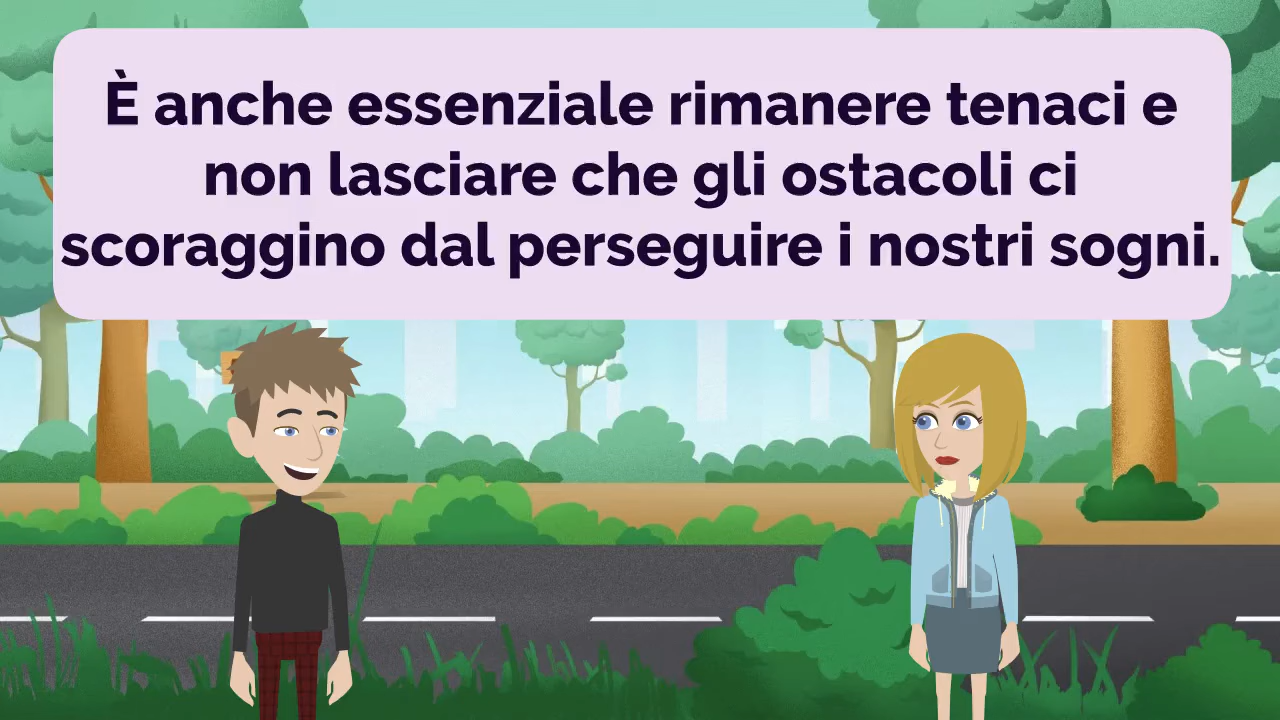 È anche essenziale rimanere tenaci e
non lasciare che gli ostacoli ci
scoraggino dal perseguire i nostri sogni.